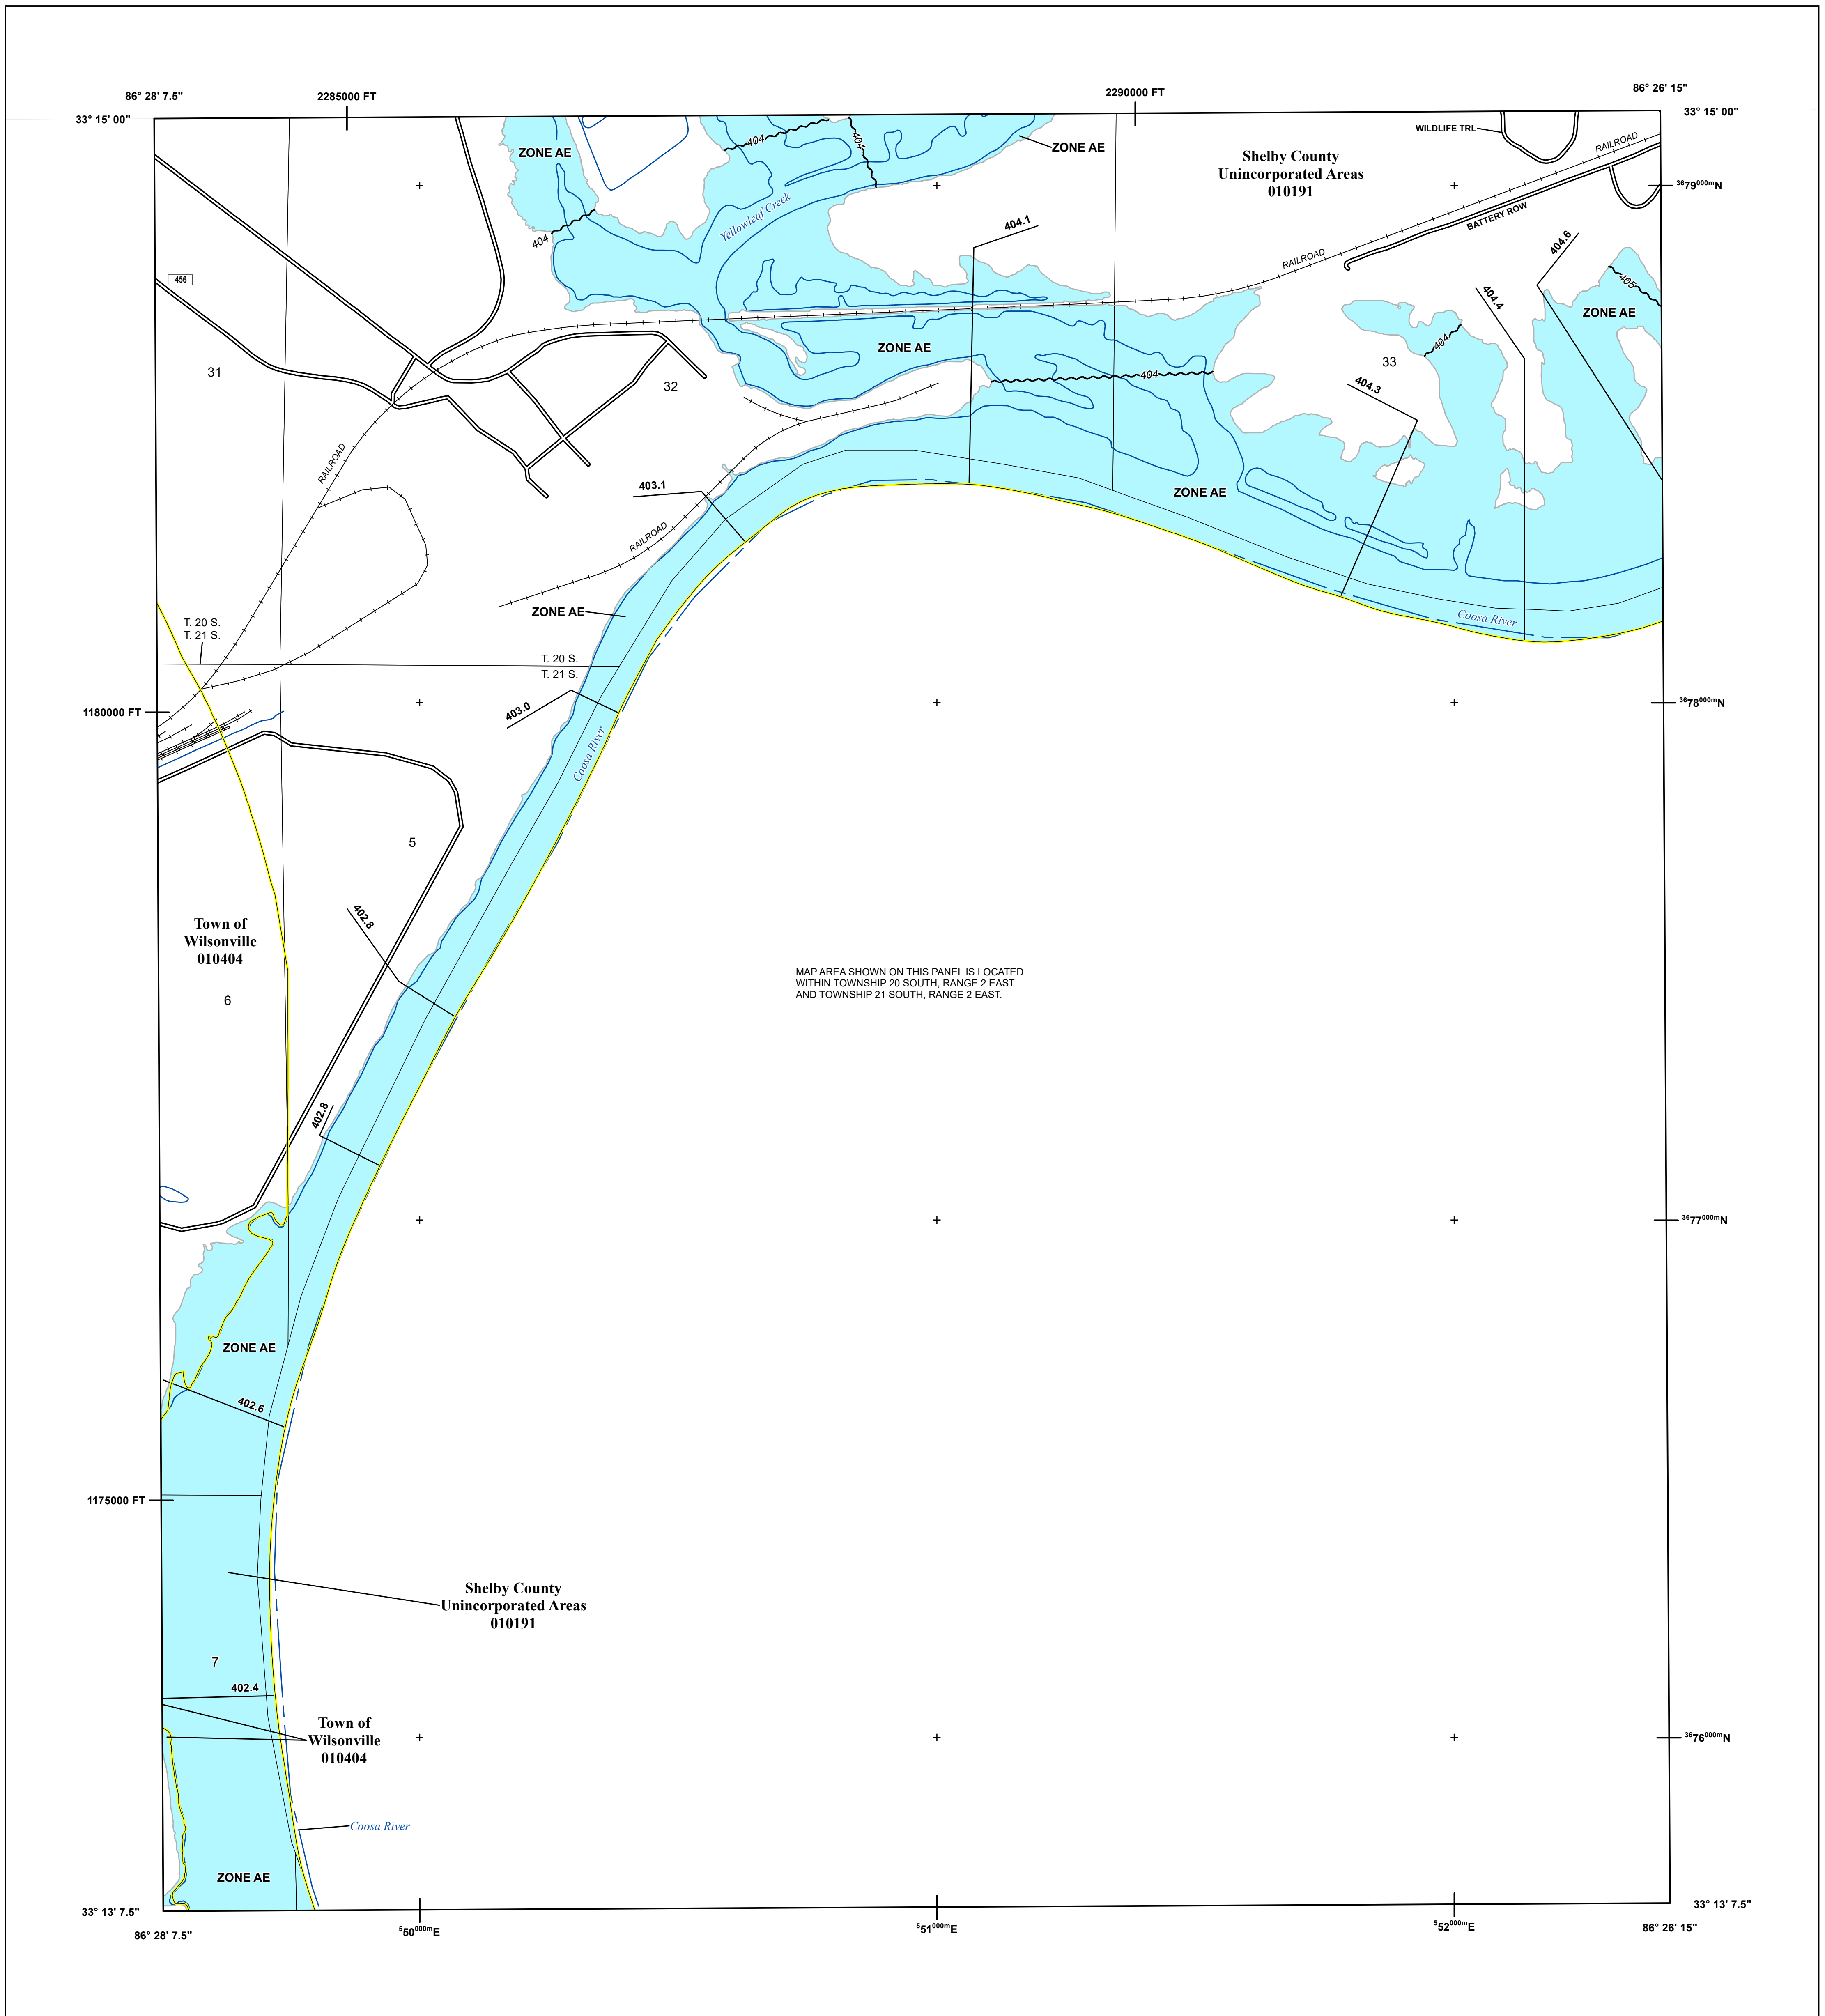 86° 28' 7.5"
2285000 FT
2290000 FT
86° 26' 15"
33° 15' 00"
33° 15' 00"
WILDLIFE TRL
RAILROAD
ZONE AE
404
404
ZONE AE
Shelby County
Unincorporated Areas
010191
3679000mN
Yellowleaf Creek
404
404.1
BATTERY ROW
404.6
RAILROAD
456
404.4
405
ZONE AE
ZONE AE
404
31
32
33
404
404.3
RAILROAD
403.1
ZONE AE
RAILROAD
ZONE AE
Coosa River
T. 20 S.
T. 21 S.
T. 20 S.
T. 21 S.
403.0
1180000 FT
3678000mN
Coosa River
5
402.8
Town of
Wilsonville
010404
6
MAP AREA SHOWN ON THIS PANEL IS LOCATED
WITHIN TOWNSHIP 20 SOUTH, RANGE 2 EAST
AND TOWNSHIP 21 SOUTH, RANGE 2 EAST.
402.8
3677000mN
ZONE AE
402.6
1175000 FT
Shelby County
Unincorporated Areas
010191
7
402.4
Town of
Wilsonville
010404
3676000mN
Coosa River
ZONE AE
33° 13' 7.5"
33° 13' 7.5"
86° 28' 7.5"
550000mE
551000mE
552000mE
86° 26' 15"